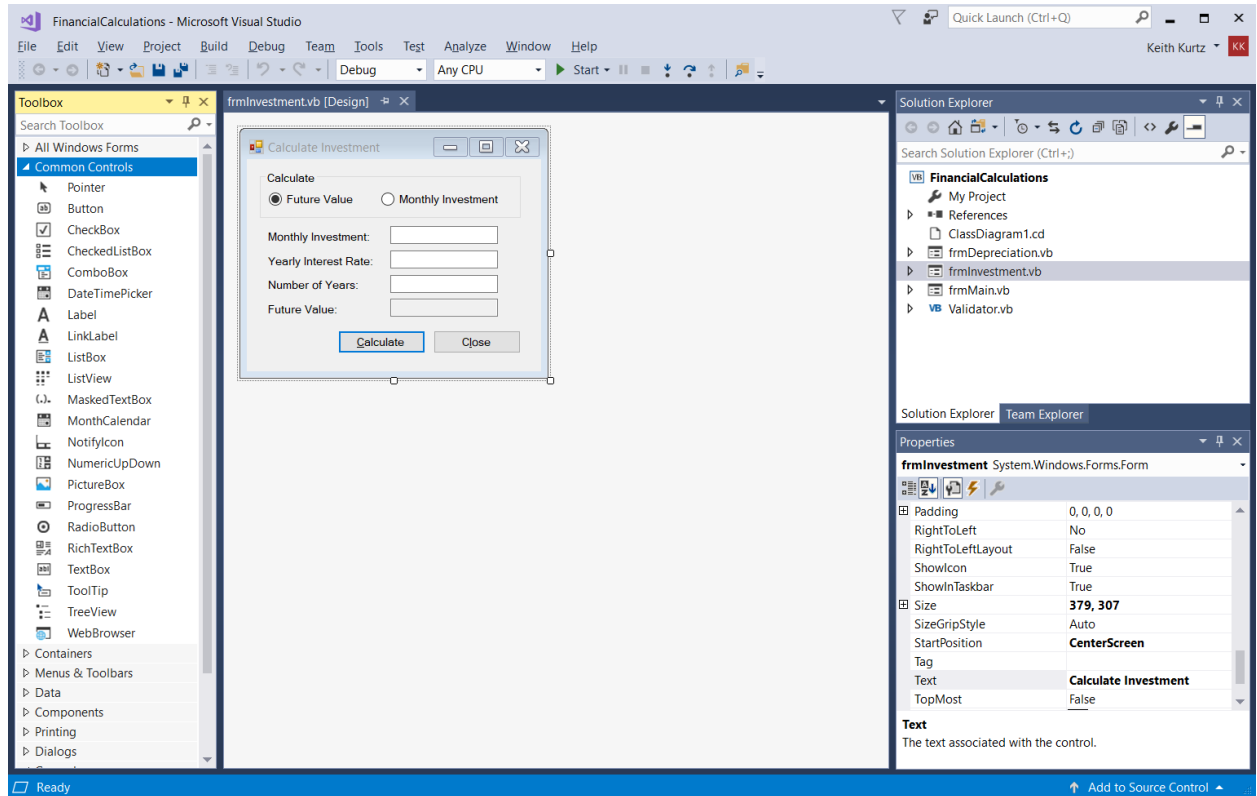 FinancialCalculations - Microsoft Visual Studio
Quick Launch (Ctrl+Q)
File Edit View Project Build Debug Team Tools Test Analyze Window Help
Keith Kurtz KK
Debug Any CPU Start
Toolbox
Search Toolbox
All Windows Forms
Common Controls
Pointer
Button
CheckBox
CheckedListBox
ComboBox
DateTimePicker
Label
LinkLabel
ListBox
ListView
MaskedTextBox
MonthCalendar
NotifyIcon
NumericUpDown
PictureBox
ProgressBar
RadioButton
RichTextBox
TextBox
ToolTip
TreeView
WebBrowser
Containers
Menus & Toolbars
Data
Components
Printing
Dialogs
frmInvestment.vb [Design]
Calculate Investment
Calculate
Future Value Monthly Investment
Monthly Investment:
Yearly Interest Rate:
Number of Years:
Future Value:
Calculate Close
Solution Explorer
Search Solution Explorer (Ctrl+;)
VB FinancialCalculations
My Project
References
ClassDiagram1.cd
frmDepreciation.vb
frmInvestment.vb
frmMain.vb
VB Validator.vb
Solution Explorer Team Explorer
Properties
frmInvestment System.Windows.Forms.Form
Padding 0, 0, 0, 0
RightToLeft No
RightToLeftLayout False
ShowIcon True
ShowInTaskbar True
Size 379, 307
SizeGripStyle Auto
StartPosition CenterScreen
Tag
Text Calculate Investment
TopMost False
Text
The text associated with the control.
Ready
Add to Source Control